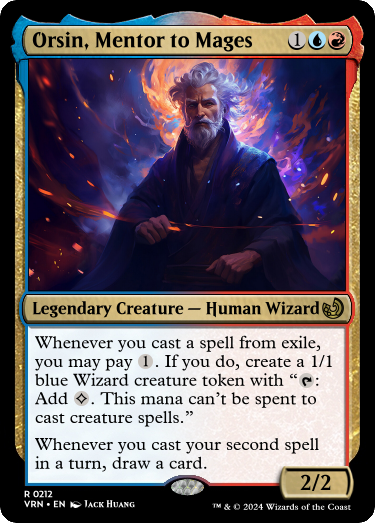 Orsin, Mentor to Mages 1
Legendary Creature — Human Wizard
Whenever you cast a spell from exile,
you may pay 1. If you do, create a 1/1
blue Wizard creature token with “:
Add . This mana can't be spent to
cast creature spells.”
Whenever you cast your second spell
in a turn, draw a card.
2/2
R 0212
VRN • EN JACK HUANG
™ & © 2024 Wizards of the Coast